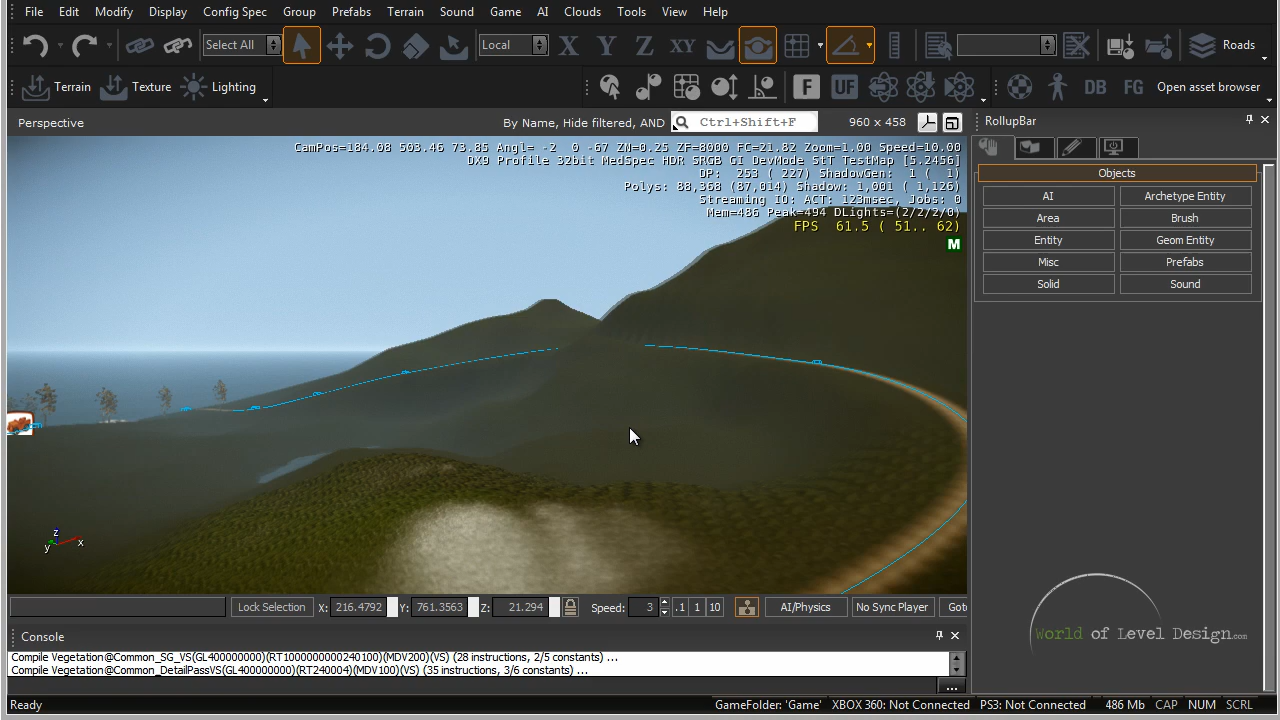 File Edit Modify Display Config Spec Group Prefabs Terrain Sound Game AI Clouds Tools View Help
Select All Local X Y Z XY Roads
Terrain Texture Lighting F UF DB FG Open asset browser
Perspective By Name, Hide filtered, AND Ctrl+Shift+F 960 x 458
RollupBar
CamPos=184.08 503.46 73.85 Angl= -2 0 -67 ZN=0.25 ZF=8000 FC=21.82 Zoom=1.00 Speed=10.00
DX9 Profile 32bit MedSpec HDR SRGB GI DevMode StT TestMap [5.2456]
DP: 253 ( 227) ShadowGen: 1 ( 1)
Polys: 88,368 (87,014) Shadow: 1,001 ( 1,126)
Streaming IO: ACT: 123msec, Jobs: 0
Mem=486 Peak=494 DLights=(2/2/2/0)
FPS 61.5 ( 51.. 62)
M
Objects
AI Archetype Entity
Area Brush
Entity Geom Entity
Misc Prefabs
Solid Sound
z
y x
Lock Selection X: 216.4792 Y: 761.3563 Z: 21.294 Speed: 3 .1 1 10 AI/Physics No Sync Player Goto
World of Level Design.com
Console
Compile Vegetation@Common_SG_VS(GL400000000)(RT10000000002400000)(MDV200)(VS) (28 instructions, 2/5 constants) ...
Compile Vegetation@Common_DetailPassVS(GL400000000)(RT240004)(MDV100)(VS) (35 instructions, 3/6 constants) ...
...
Ready GameFolder: 'Game' XBOX 360: Not Connected PS3: Not Connected 486 Mb CAP NUM SCRL